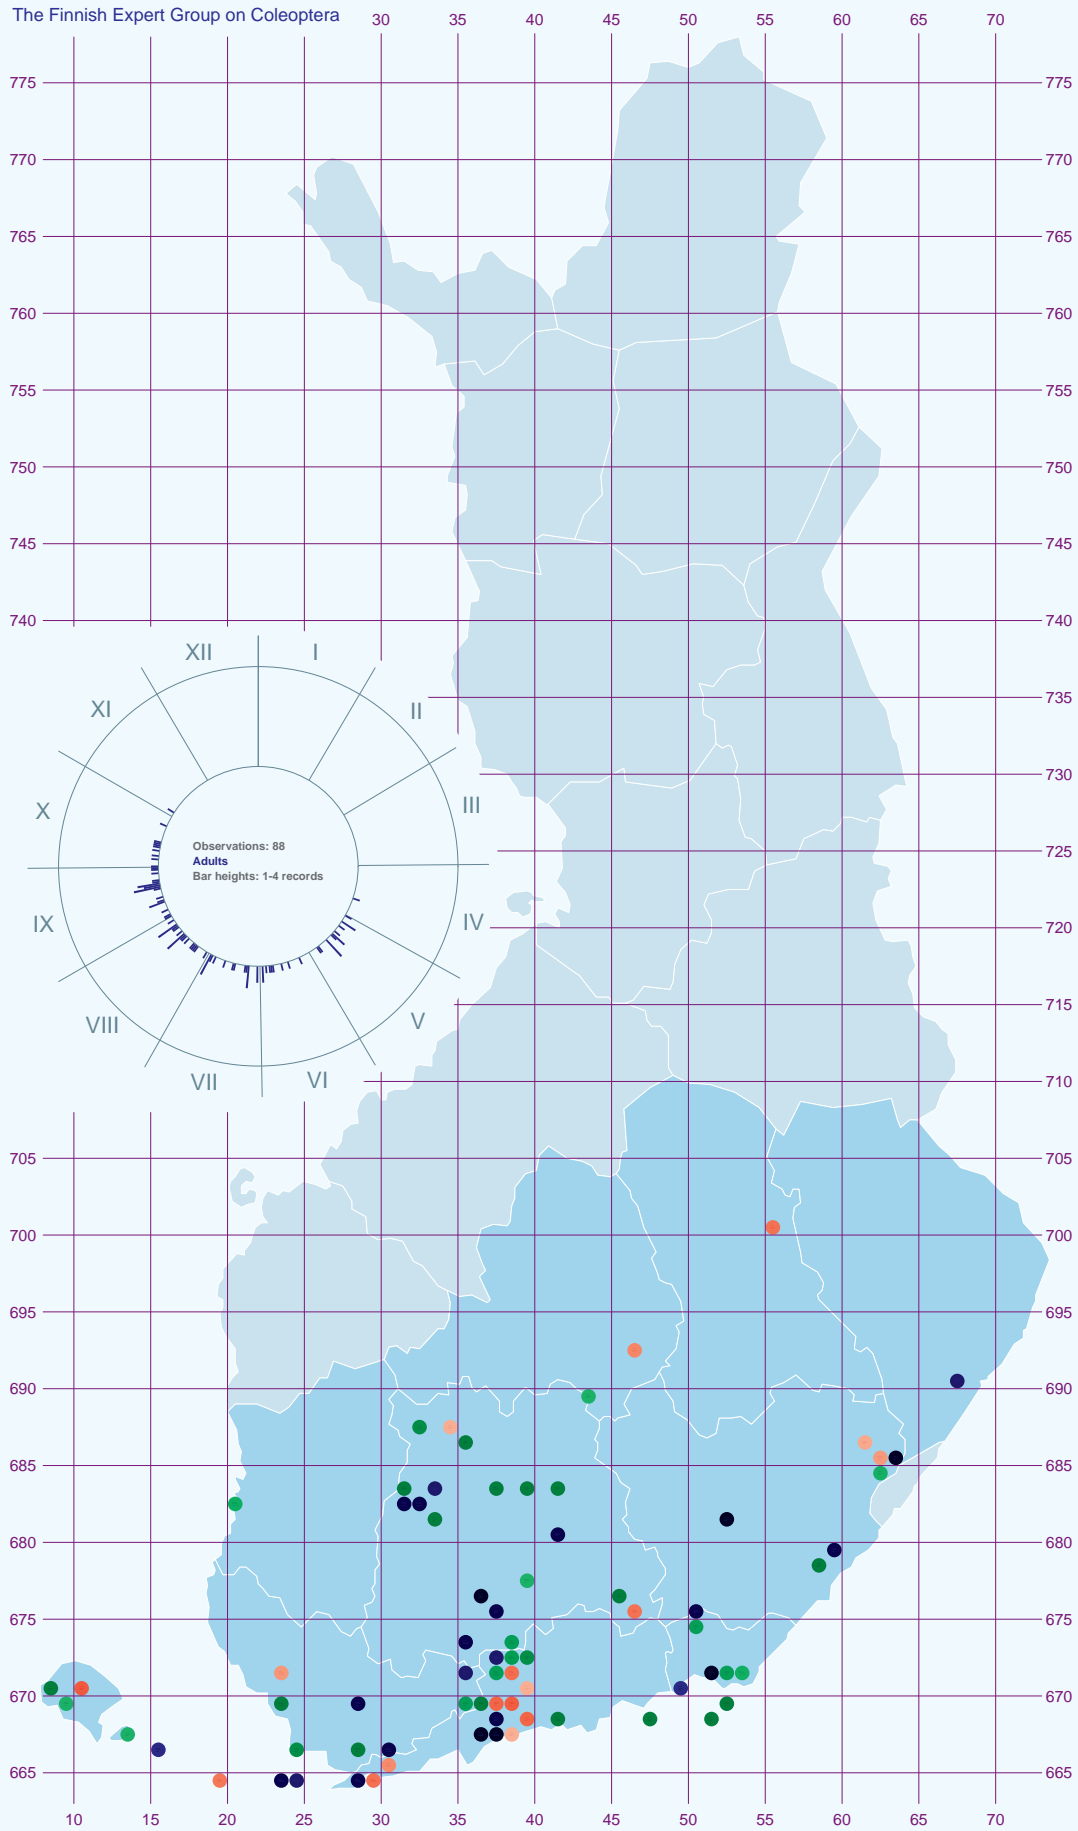 The Finnish Expert Group on Coleoptera 30 35 40 45 50 55 60 65 70
775 775
770 770
765 765
760 760
755 755
750 750
745 745
740 740
XII I
XI II
735
730
X III
Observations: 88
Adults
Bar heights: 1-4 records
725
IX IV
720
715
VIII V
VII VI
710
705 705
700 700
695 695
690 690
685 685
680 680
675 675
670 670
665 665
10 15 20 25 30 35 40 45 50 55 60 65 70